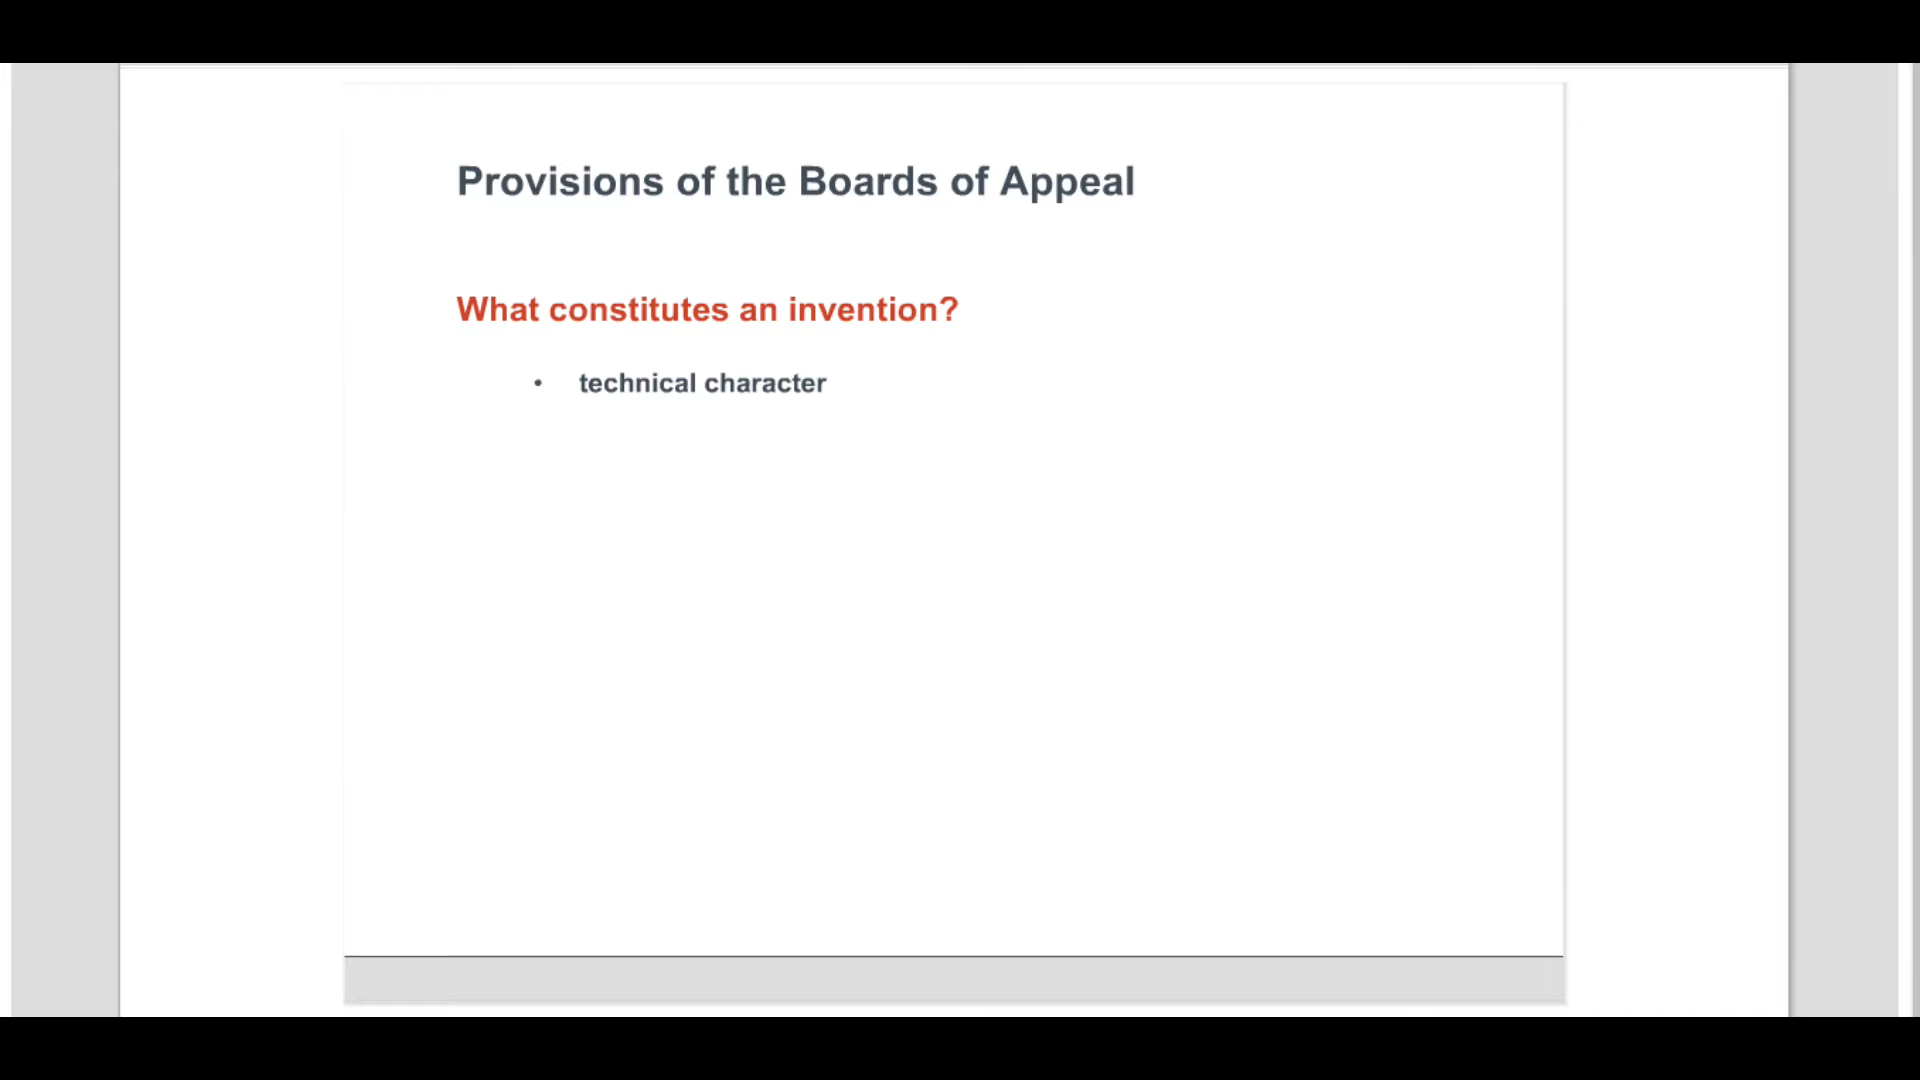 Provisions of the Boards of Appeal
What constitutes an invention?
• technical character